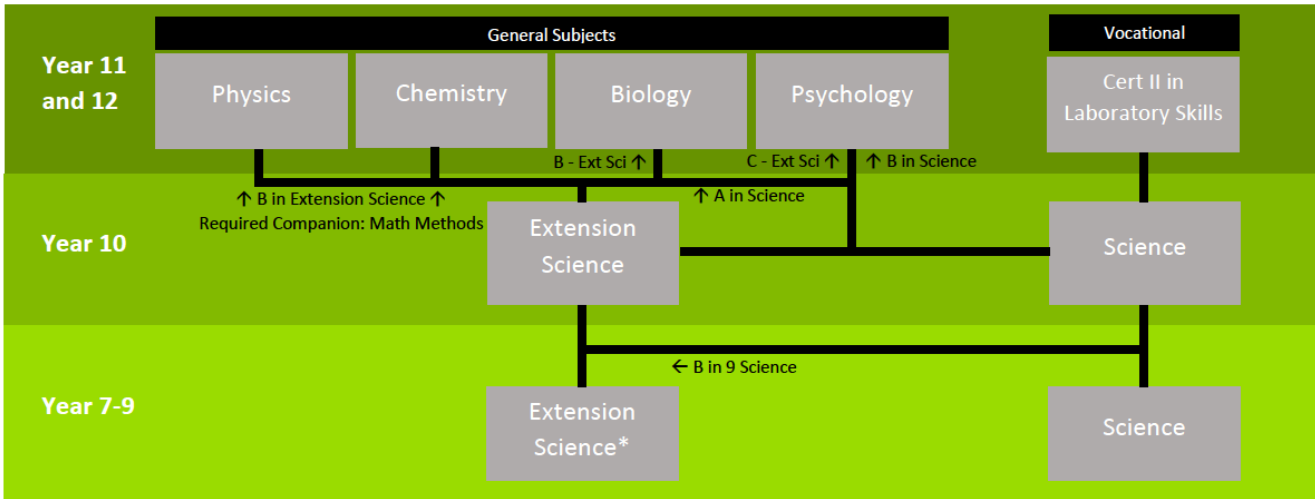 General Subjects
Vocational
Year 11
and 12
Physics
Chemistry
Biology
Psychology
Cert II in
Laboratory Skills
B - Ext Sci ↑
C - Ext Sci ↑
↑ B in Science
↑ B in Extension Science ↑
Required Companion: Math Methods
↑ A in Science
Year 10
Extension
Science
Science
← B in 9 Science
Year 7-9
Extension
Science*
Science